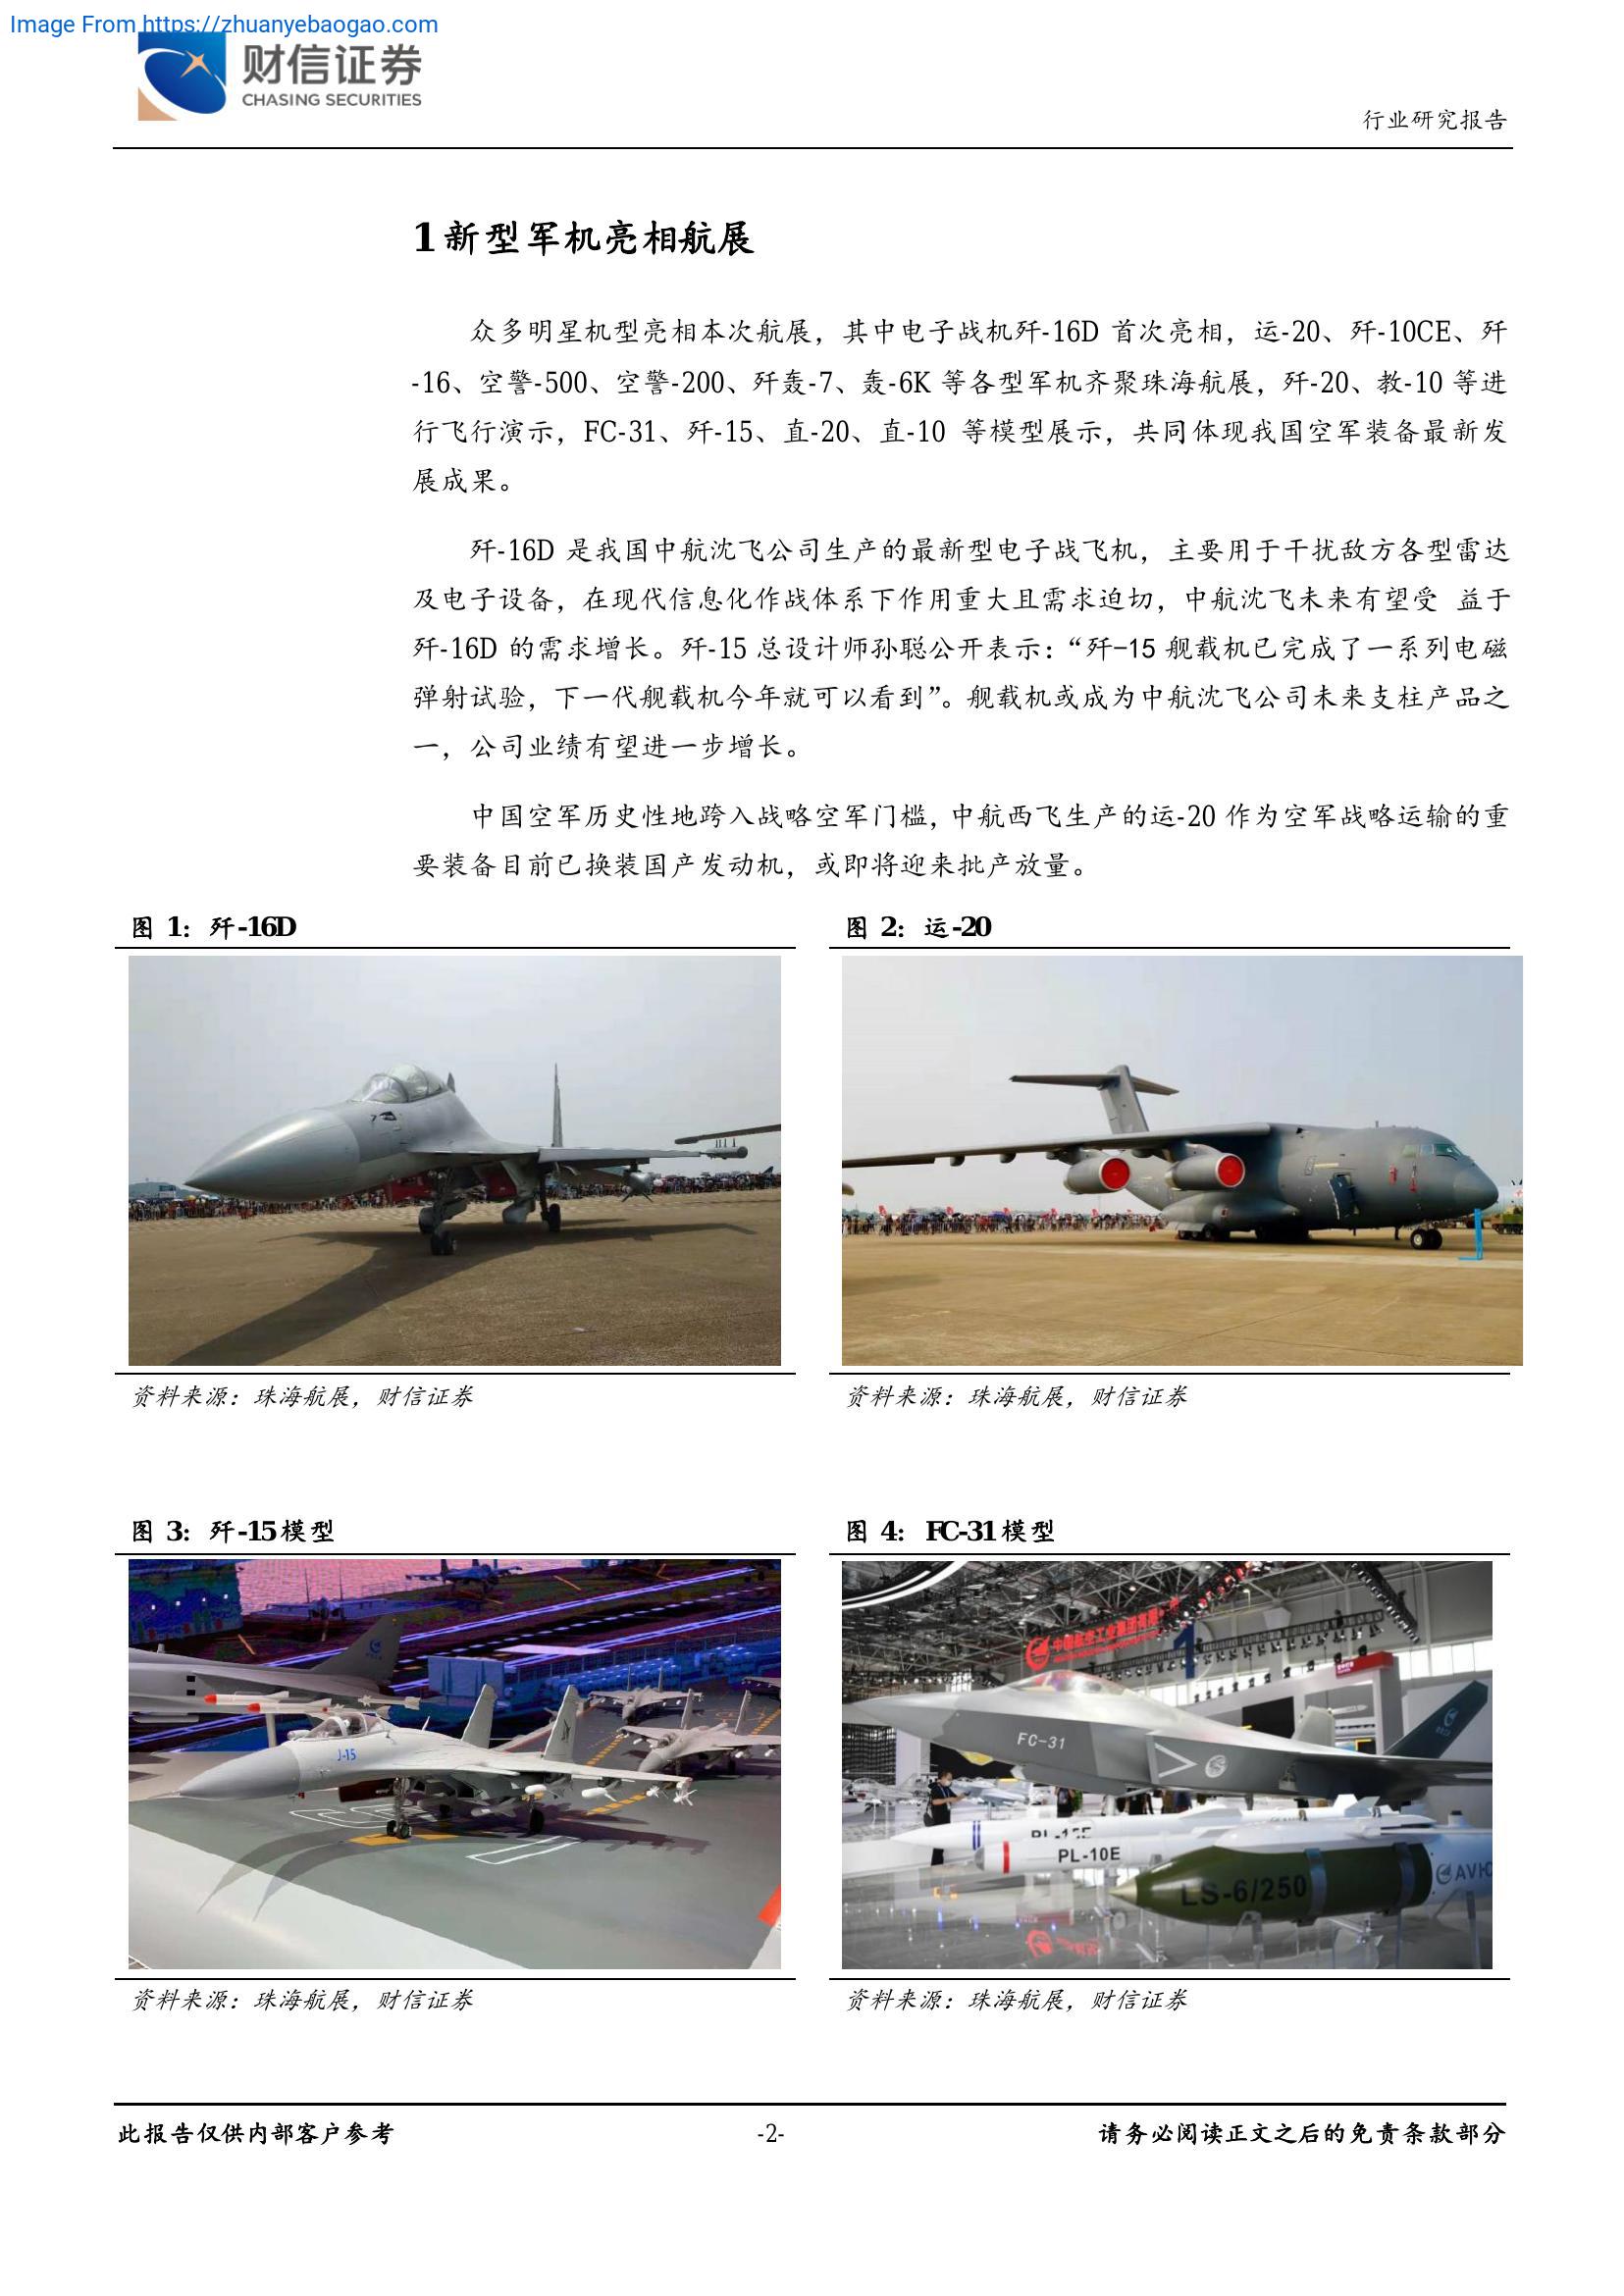 Image From https://zhuanyebaogao.com
财信证券
CHASING SECURITIES
行业研究报告
1 新型军机亮相航展
众多明星机型亮相本次航展，其中电子战机歼-16D 首次亮相，运-20、歼-10CE、歼
-16、空警-500、空警-200、歼轰-7、轰-6K 等各型军机齐聚珠海航展，歼-20、教-10 等进
行飞行演示，FC-31、歼-15、直-20、直-10 等模型展示，共同体现我国空军装备最新发
展成果。
歼-16D 是我国中航沈飞公司生产的最新型电子战飞机，主要用于干扰敌方各型雷达
及电子设备，在现代信息化作战体系下作用重大且需求迫切，中航沈飞未来有望受 益于
歼-16D 的需求增长。歼-15 总设计师孙聪公开表示：“歼-15 舰载机已完成了一系列电磁
弹射试验，下一代舰载机今年就可以看到”。舰载机或成为中航沈飞公司未来支柱产品之
一，公司业绩有望进一步增长。
中国空军历史性地跨入战略空军门槛，中航西飞生产的运-20 作为空军战略运输的重
要装备目前已换装国产发动机，或即将迎来批产放量。
图 1：歼-16D
图 2：运-20
资料来源：珠海航展，财信证券
资料来源：珠海航展，财信证券
图 3：歼-15 模型
图 4：FC-31 模型
J-15
中国航空工业集团有限
1
FC-31
PL-10E
LS-6/250
AVIC
资料来源：珠海航展，财信证券
资料来源：珠海航展，财信证券
此报告仅供内部客户参考
-2-
请务必阅读正文之后的免责条款部分